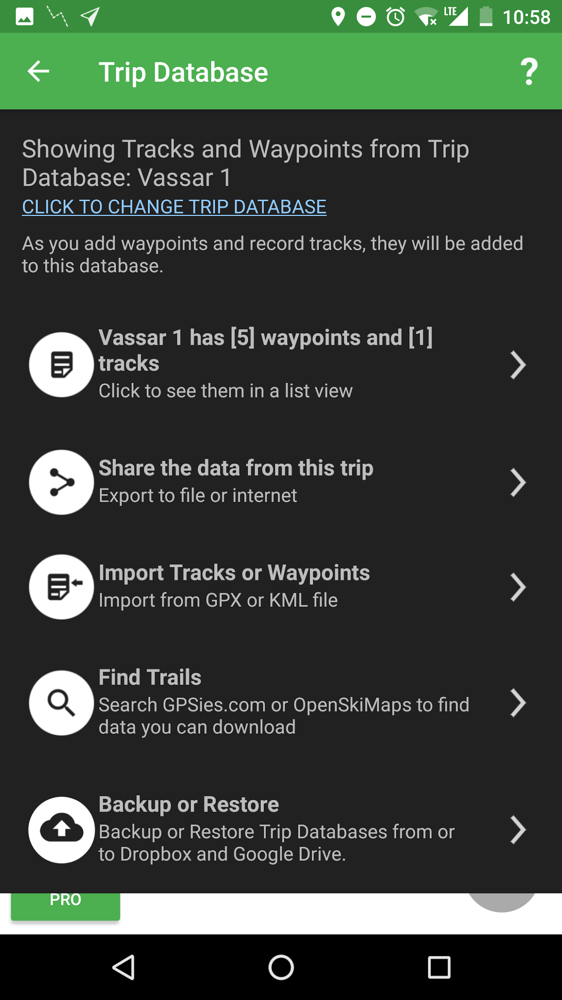 LTE 10:58
Trip Database ?
Showing Tracks and Waypoints from Trip
Database: Vassar 1
CLICK TO CHANGE TRIP DATABASE
As you add waypoints and record tracks, they will be added
to this database.
Vassar 1 has [5] waypoints and [1]
tracks
Click to see them in a list view
Share the data from this trip
Export to file or internet
Import Tracks or Waypoints
Import from GPX or KML file
Find Trails
Search GPSies.com or OpenSkiMaps to find
data you can download
Backup or Restore
Backup or Restore Trip Databases from or
to Dropbox and Google Drive.
PRO